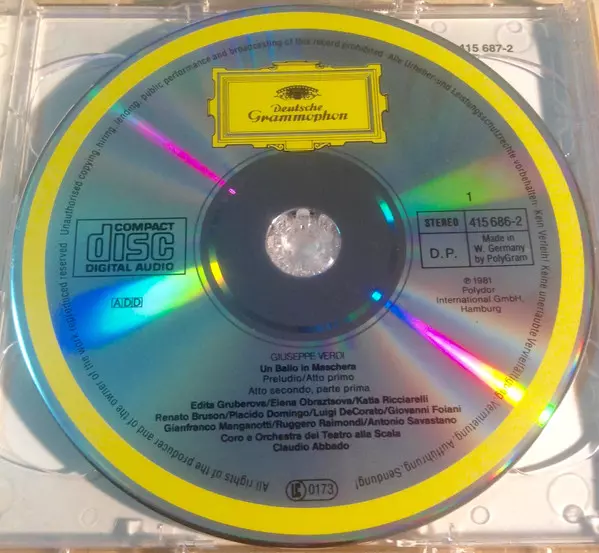 415 687-2
Unauthorised copying, hiring, lending, public performance and broadcasting of this record prohibited · Alle Urheber- und Leistungsschutzrechte vorbehalten · Kein Verleih! Keine unerlaubte Vervielfältigung, Vermietung, Aufführung, Sendung!
All rights of the producer and of the owner of the work reproduced reserved
Deutsche
Grammophon
1
COMPACT
disc
DIGITAL AUDIO
STEREO
415 686-2
D.P.
Made in
W. Germany
by PolyGram
ADD
℗ 1981
Polydor
International GmbH,
Hamburg
GIUSEPPE VERDI
Un Ballo in Maschera
Preludio/Atto primo
Atto secondo, parte prima
Edita Gruberova/Elena Obraztsova/Katia Ricciarelli
Renato Bruson/Placido Domingo/Luigi DeCorato/Giovanni Foiani
Gianfranco Manganotti/Ruggero Raimondi/Antonio Savastano
Coro e Orchestra del Teatro alla Scala
Claudio Abbado
LC 0173